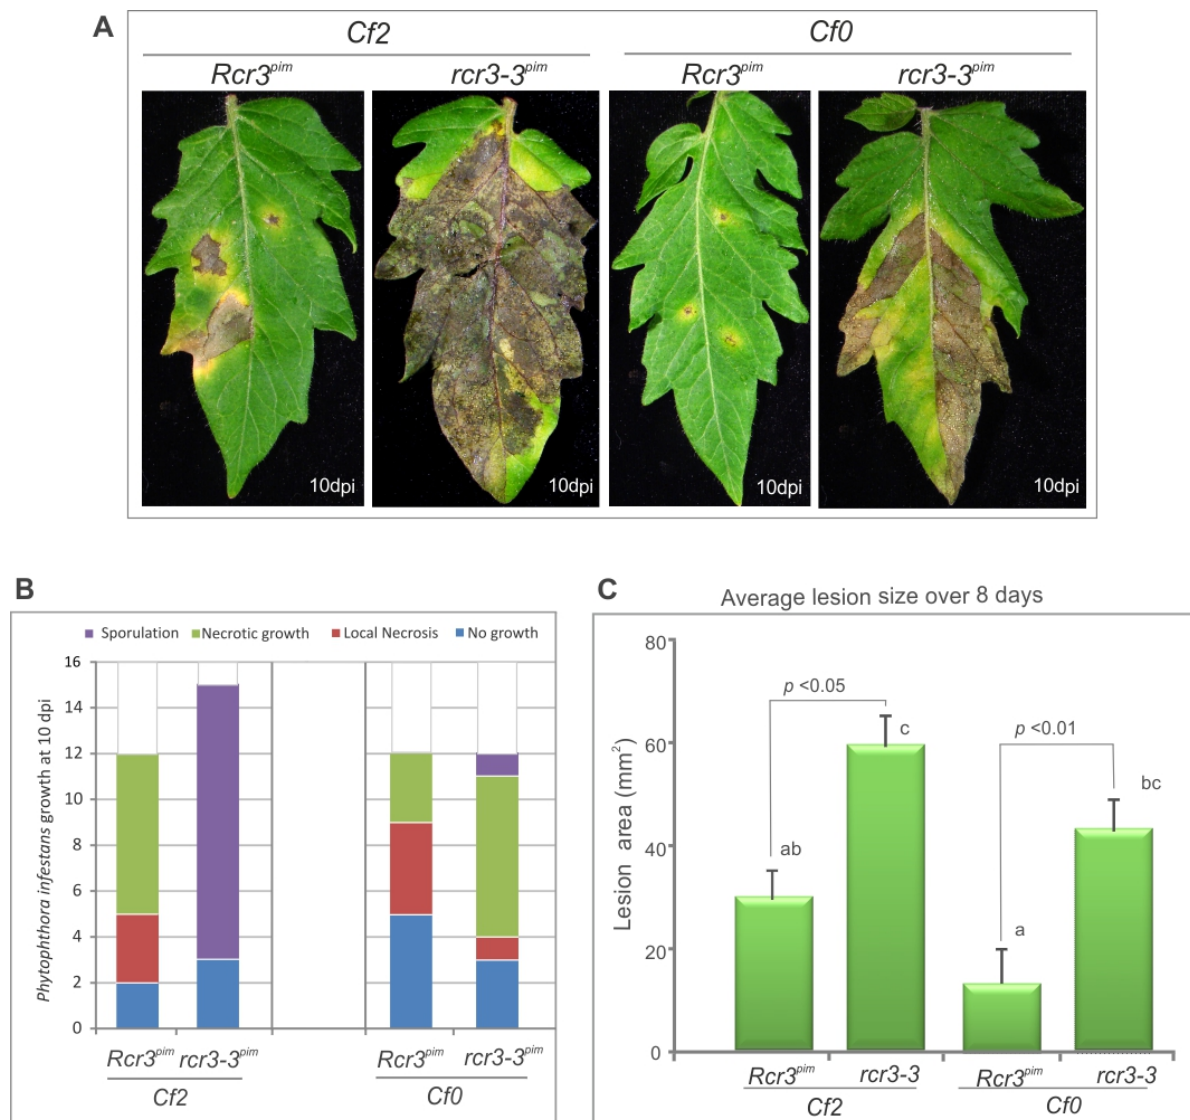 A
Cf2 Cf0
Rcr3pim rcr3-3pim Rcr3pim rcr3-3pim
10dpi 10dpi 10dpi 10dpi
B
Sporulation Necrotic growth Local Necrosis No growth
Phytophthora infestans growth at 10 dpi
16
14
12
10
8
6
4
2
0
Rcr3pim rcr3-3pim Rcr3pim rcr3-3pim
Cf2 Cf0
C
Average lesion size over 8 days
Lesion area (mm2)
80
60
40
20
0
p <0.05
p <0.01
ab
c
a
bc
Rcr3pim rcr3-3 Rcr3pim rcr3-3
Cf2 Cf0